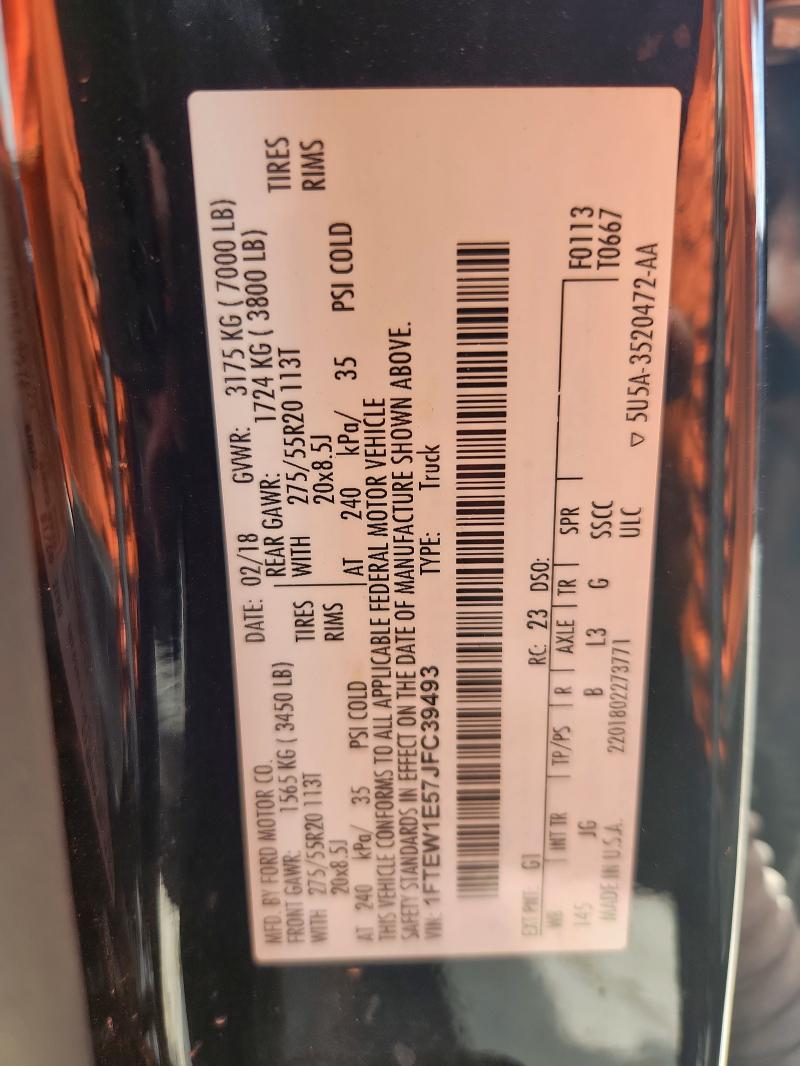 MFD. BY FORD MOTOR CO.
DATE: 02/18 GVWR: 3175 KG ( 7000 LB)
FRONT GAWR: 1565 KG ( 3450 LB)
REAR GAWR: 1724 KG ( 3800 LB)
WITH 275/55R20 113T TIRES
WITH 275/55R20 113T TIRES
20x8.5J RIMS
20x8.5J RIMS
AT 240 kPa/ 35 PSI COLD
AT 240 kPa/ 35 PSI COLD
THIS VEHICLE CONFORMS TO ALL APPLICABLE FEDERAL MOTOR VEHICLE
SAFETY STANDARDS IN EFFECT ON THE DATE OF MANUFACTURE SHOWN ABOVE.
VIN: 1FTEW1E57JFC39493 TYPE: Truck
EXT PNT: G1 RC: 23 DSO:
WB INT TR TP/PS R AXLE TR SPR F0113
145 JG B L3 G SSCC T0667
ULC
MADE IN U.S.A. 2201802273771 ▽ 5U5A-3520472-AA